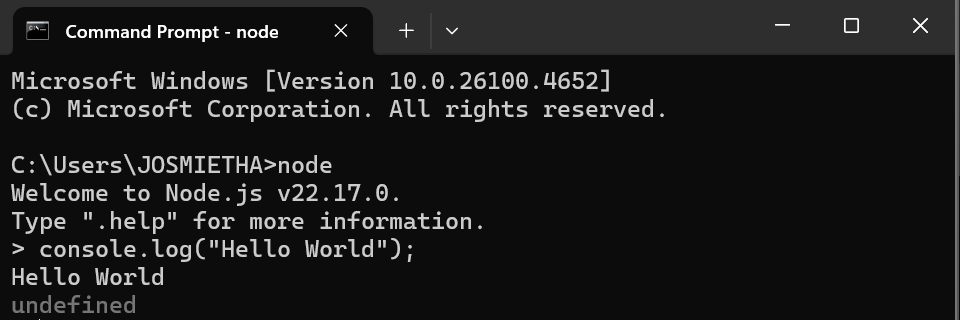 Command Prompt - node
Microsoft Windows [Version 10.0.26100.4652]
(c) Microsoft Corporation. All rights reserved.
C:\Users\JOSMIETHA>node
Welcome to Node.js v22.17.0.
Type ".help" for more information.
> console.log("Hello World");
Hello World
undefined